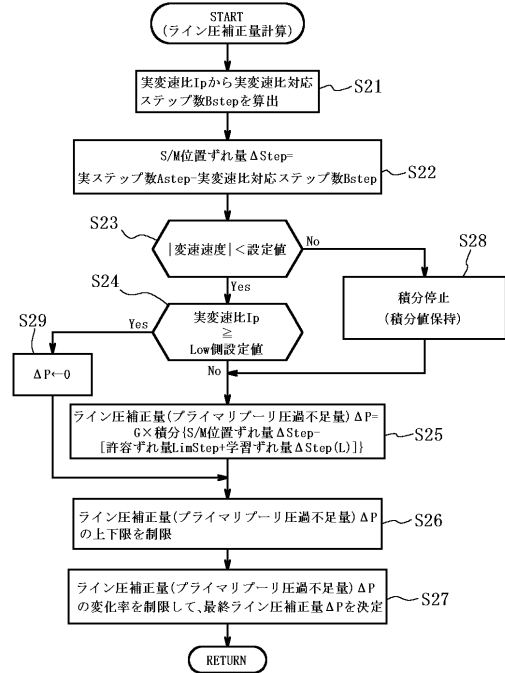 START
(ライン圧補正量計算)
実変速比Ipから実変速比対応
ステップ数Bstepを算出
S21
S/M位置ずれ量ΔStep=
実ステップ数Astep-実変速比対応ステップ数Bstep
S22
S23
|変速速度|<設定値
No
Yes
S28
積分停止
(積分値保持)
S24
実変速比Ip
≧
Low側設定値
Yes
No
S29
ΔP←0
ライン圧補正量(プライマリプーリ圧過不足量)ΔP=
G×積分{S/M位置ずれ量ΔStep-
[許容ずれ量LimStep+学習ずれ量ΔStep(L)]}
S25
ライン圧補正量(プライマリプーリ圧過不足量)ΔP
の上下限を制限
S26
ライン圧補正量(プライマリプーリ圧過不足量)ΔP
の変化率を制限して、最終ライン圧補正量ΔPを決定
S27
RETURN